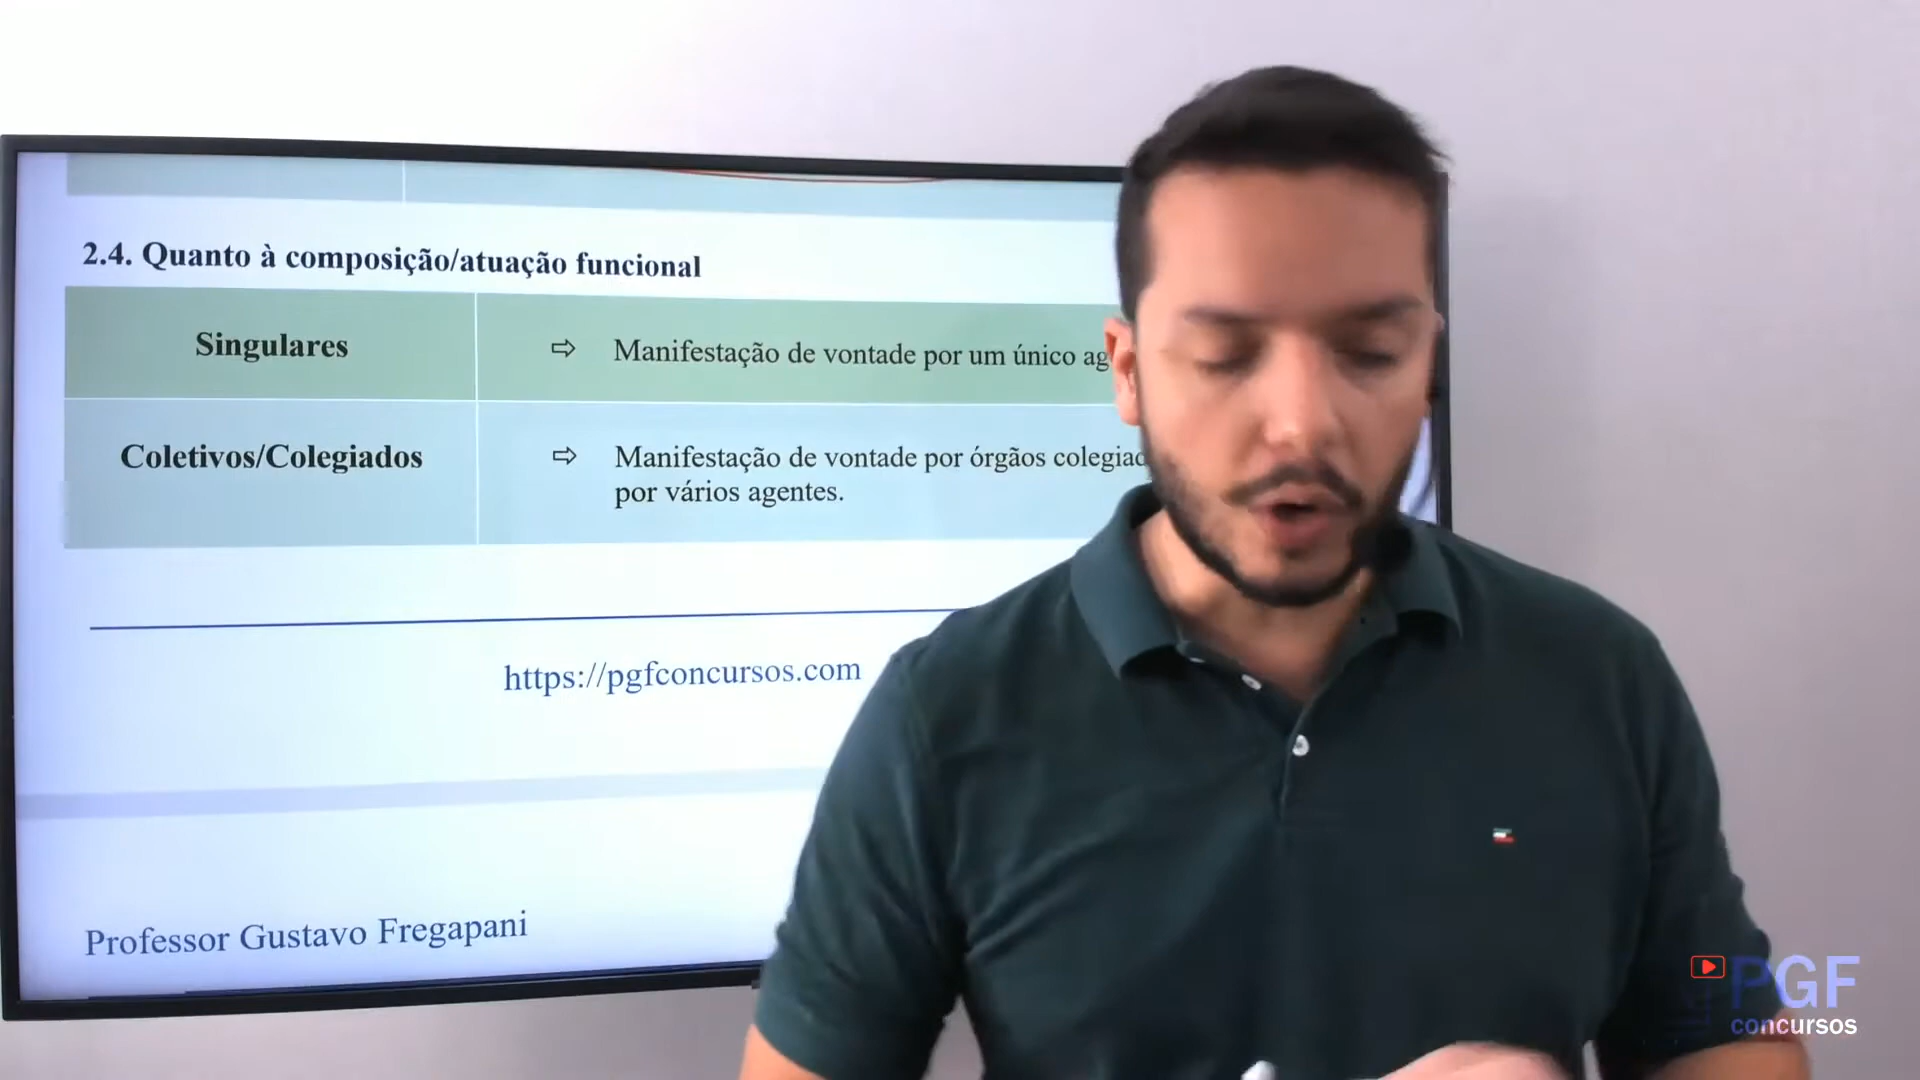 2.4. Quanto à composição/atuação funcional
Singulares
⇨ Manifestação de vontade por um único
Coletivos/Colegiados
⇨ Manifestação de vontade por órgãos
por vários agentes.
https://pgfconcursos.com
Professor Gustavo Fregapani
PGF
concursos